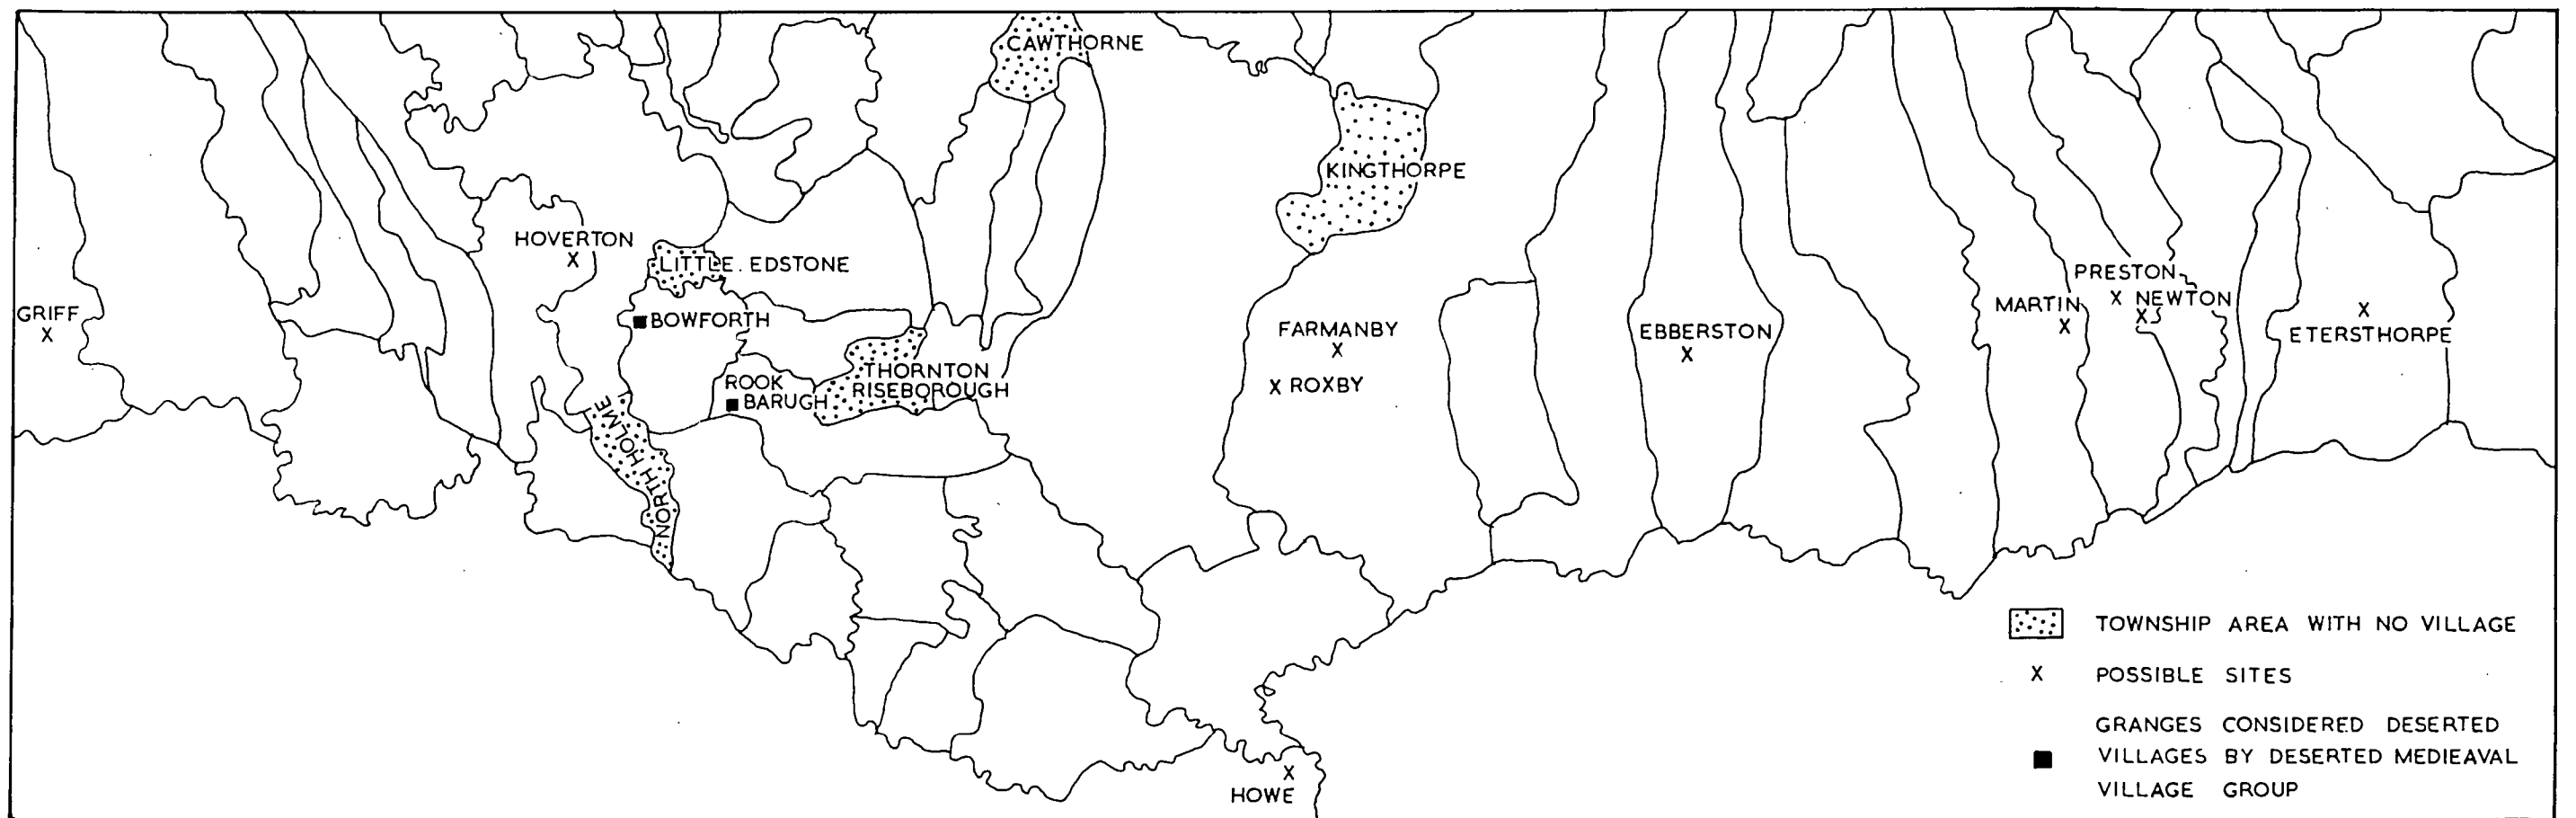 CAWTHORNE
KINGTHORPE
HOVERTON
X
LITTLE. EDSTONE
GRIFF
X
BOWFORTH
PRESTON
X
NEWTON
X
MARTIN
X
X
ETERSTHORPE
FARMANBY
X
EBBERSTON
X
THORNTON
RISEBOROUGH
ROOK
BARUGH
X ROXBY
NORTH HOLME
X
HOWE
TOWNSHIP AREA WITH NO VILLAGE
X POSSIBLE SITES
GRANGES CONSIDERED DESERTED
VILLAGES BY DESERTED MEDIEAVAL
VILLAGE GROUP